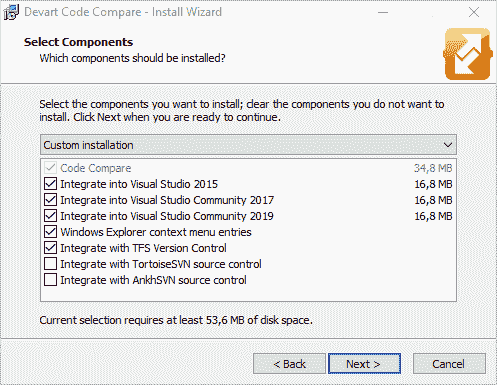 Devart Code Compare - Install Wizard
Select Components
Which components should be installed?
Select the components you want to install; clear the components you do not want to
install. Click Next when you are ready to continue.
Custom installation
Code Compare 34,8 MB
Integrate into Visual Studio 2015 16,8 MB
Integrate into Visual Studio Community 2017 16,8 MB
Integrate into Visual Studio Community 2019 16,8 MB
Windows Explorer context menu entries
Integrate with TFS Version Control
Integrate with TortoiseSVN source control
Integrate with AnkhSVN source control
Current selection requires at least 53,6 MB of disk space.
< Back Next > Cancel